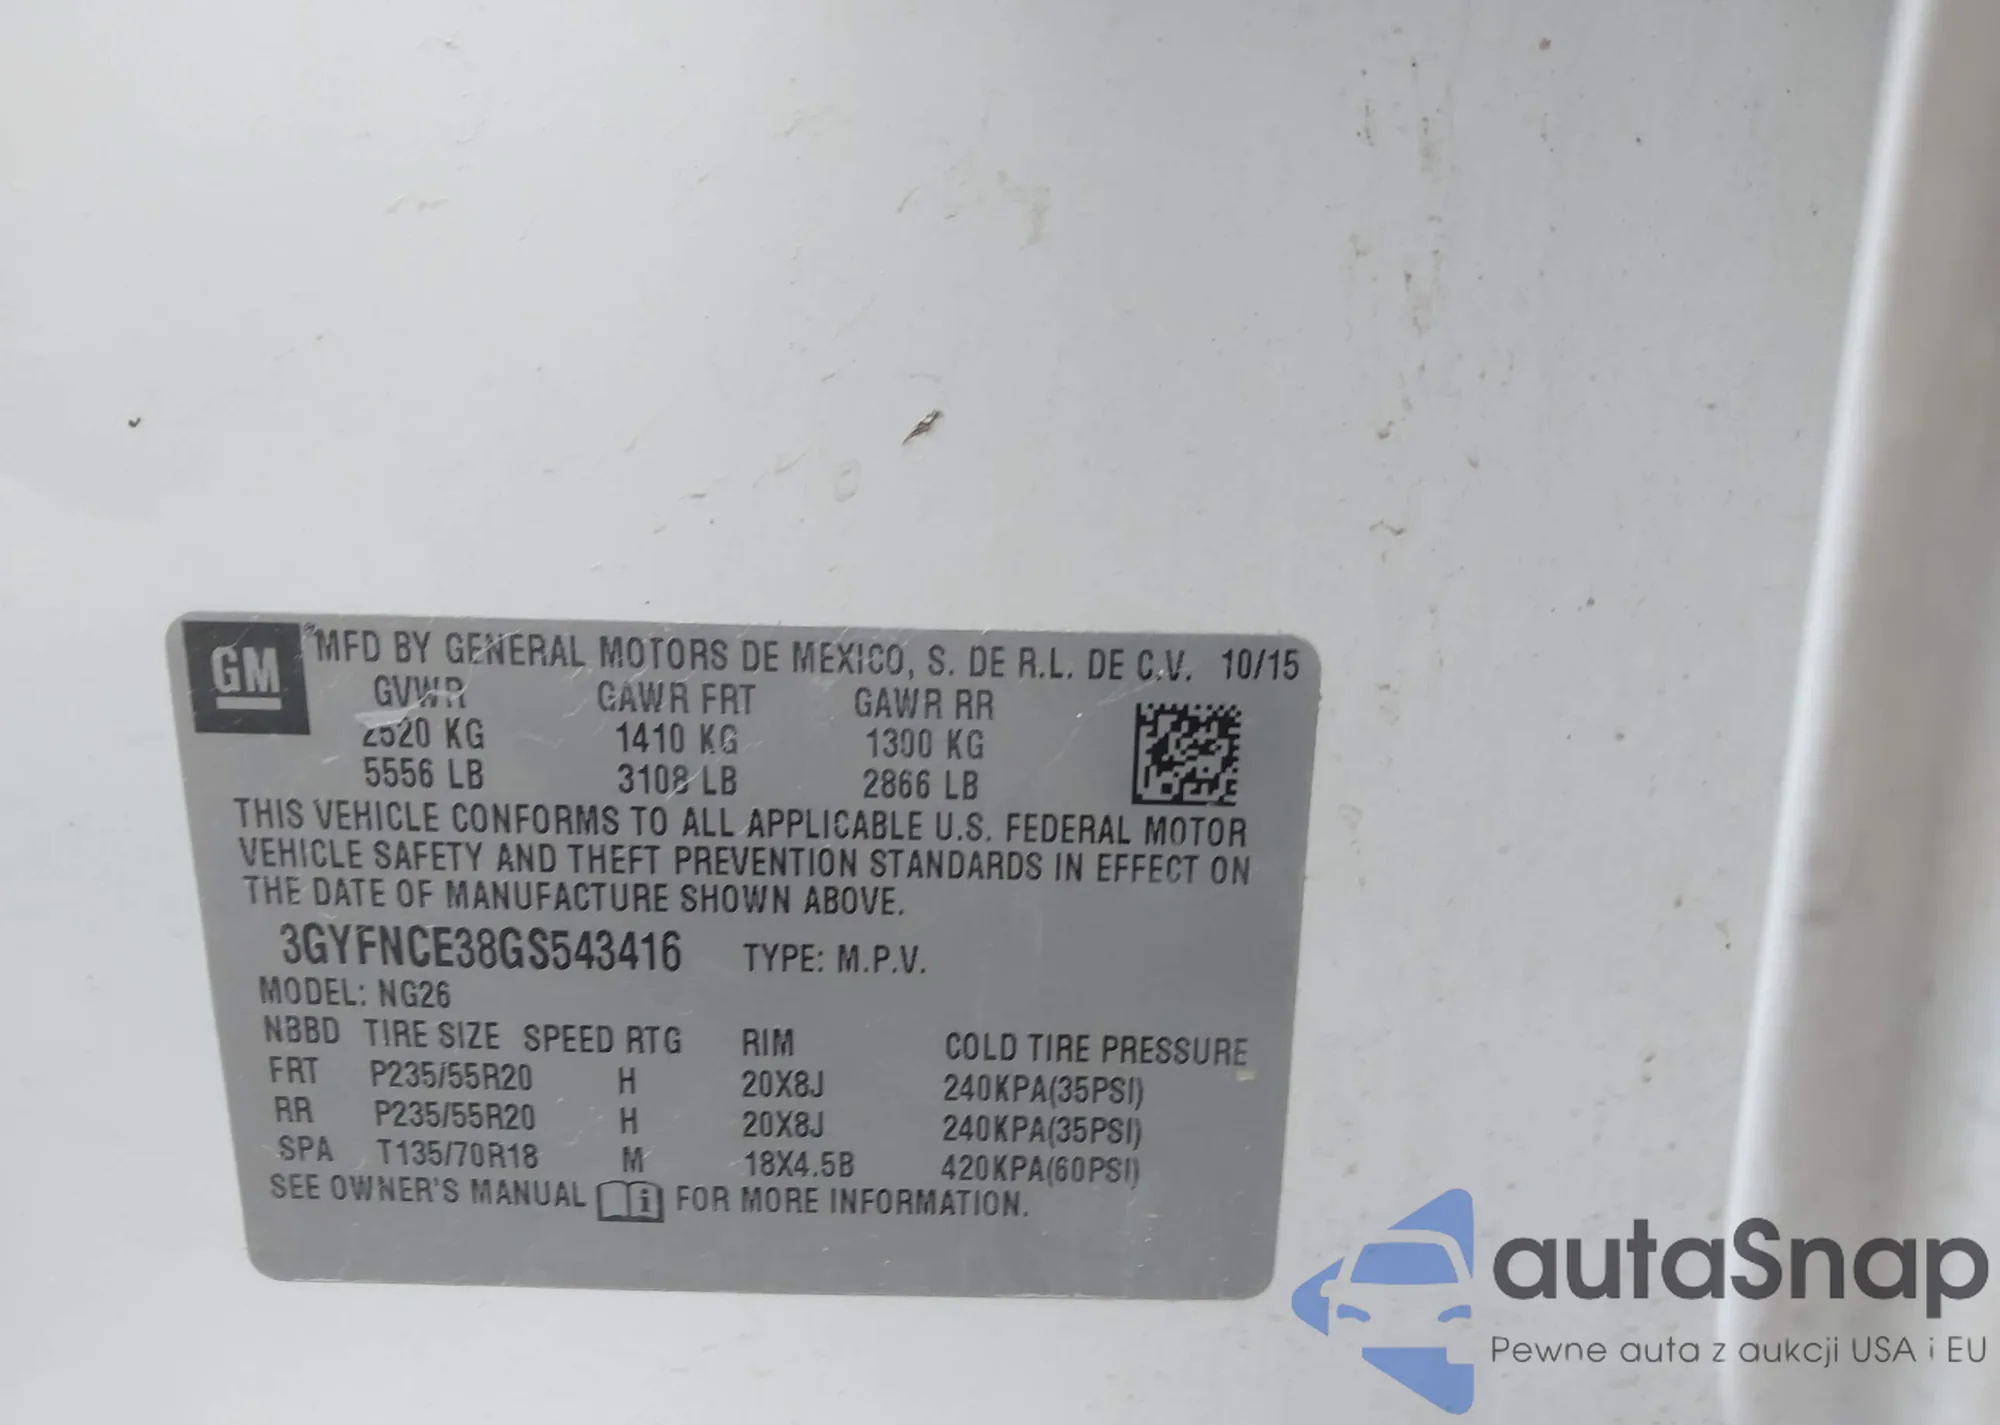 GM
MFD BY GENERAL MOTORS DE MEXICO, S. DE R.L. DE C.V. 10/15
GVWR GAWR FRT GAWR RR
2520 KG 1410 KG 1300 KG
5556 LB 3108 LB 2866 LB
THIS VEHICLE CONFORMS TO ALL APPLICABLE U.S. FEDERAL MOTOR
VEHICLE SAFETY AND THEFT PREVENTION STANDARDS IN EFFECT ON
THE DATE OF MANUFACTURE SHOWN ABOVE.
3GYFNCE38GS543416 TYPE: M.P.V.
MODEL: NG26
NBBD TIRE SIZE SPEED RTG RIM COLD TIRE PRESSURE
FRT P235/55R20 H 20X8J 240KPA(35PSI)
RR P235/55R20 H 20X8J 240KPA(35PSI)
SPA T135/70R18 M 18X4.5B 420KPA(60PSI)
SEE OWNER'S MANUAL i FOR MORE INFORMATION.
autaSnap
Pewne auta z aukcji USA i EU